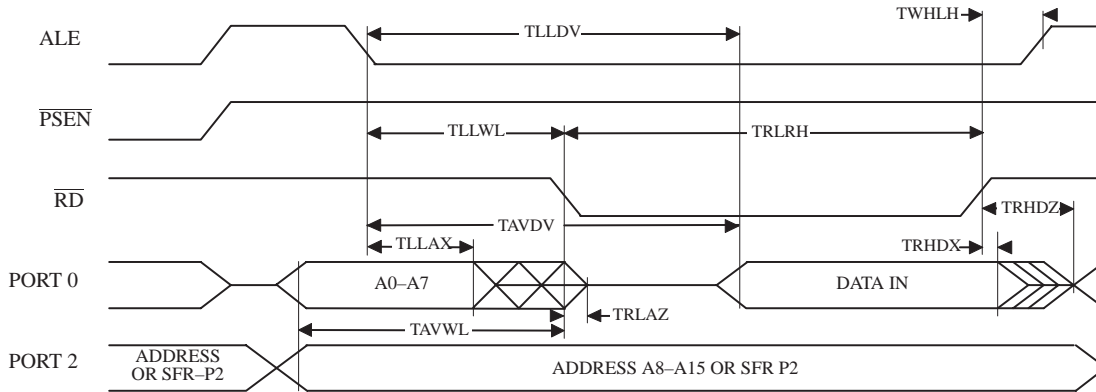 TWHLH
ALE
TLLDV
PSEN
TLLWL
TRLRH
RD
TRHDZ
TAVDV
TLLAX
TRHDX
PORT 0
A0–A7
DATA IN
TRLAZ
TAVWL
PORT 2
ADDRESS
OR SFR–P2
ADDRESS A8–A15 OR SFR P2